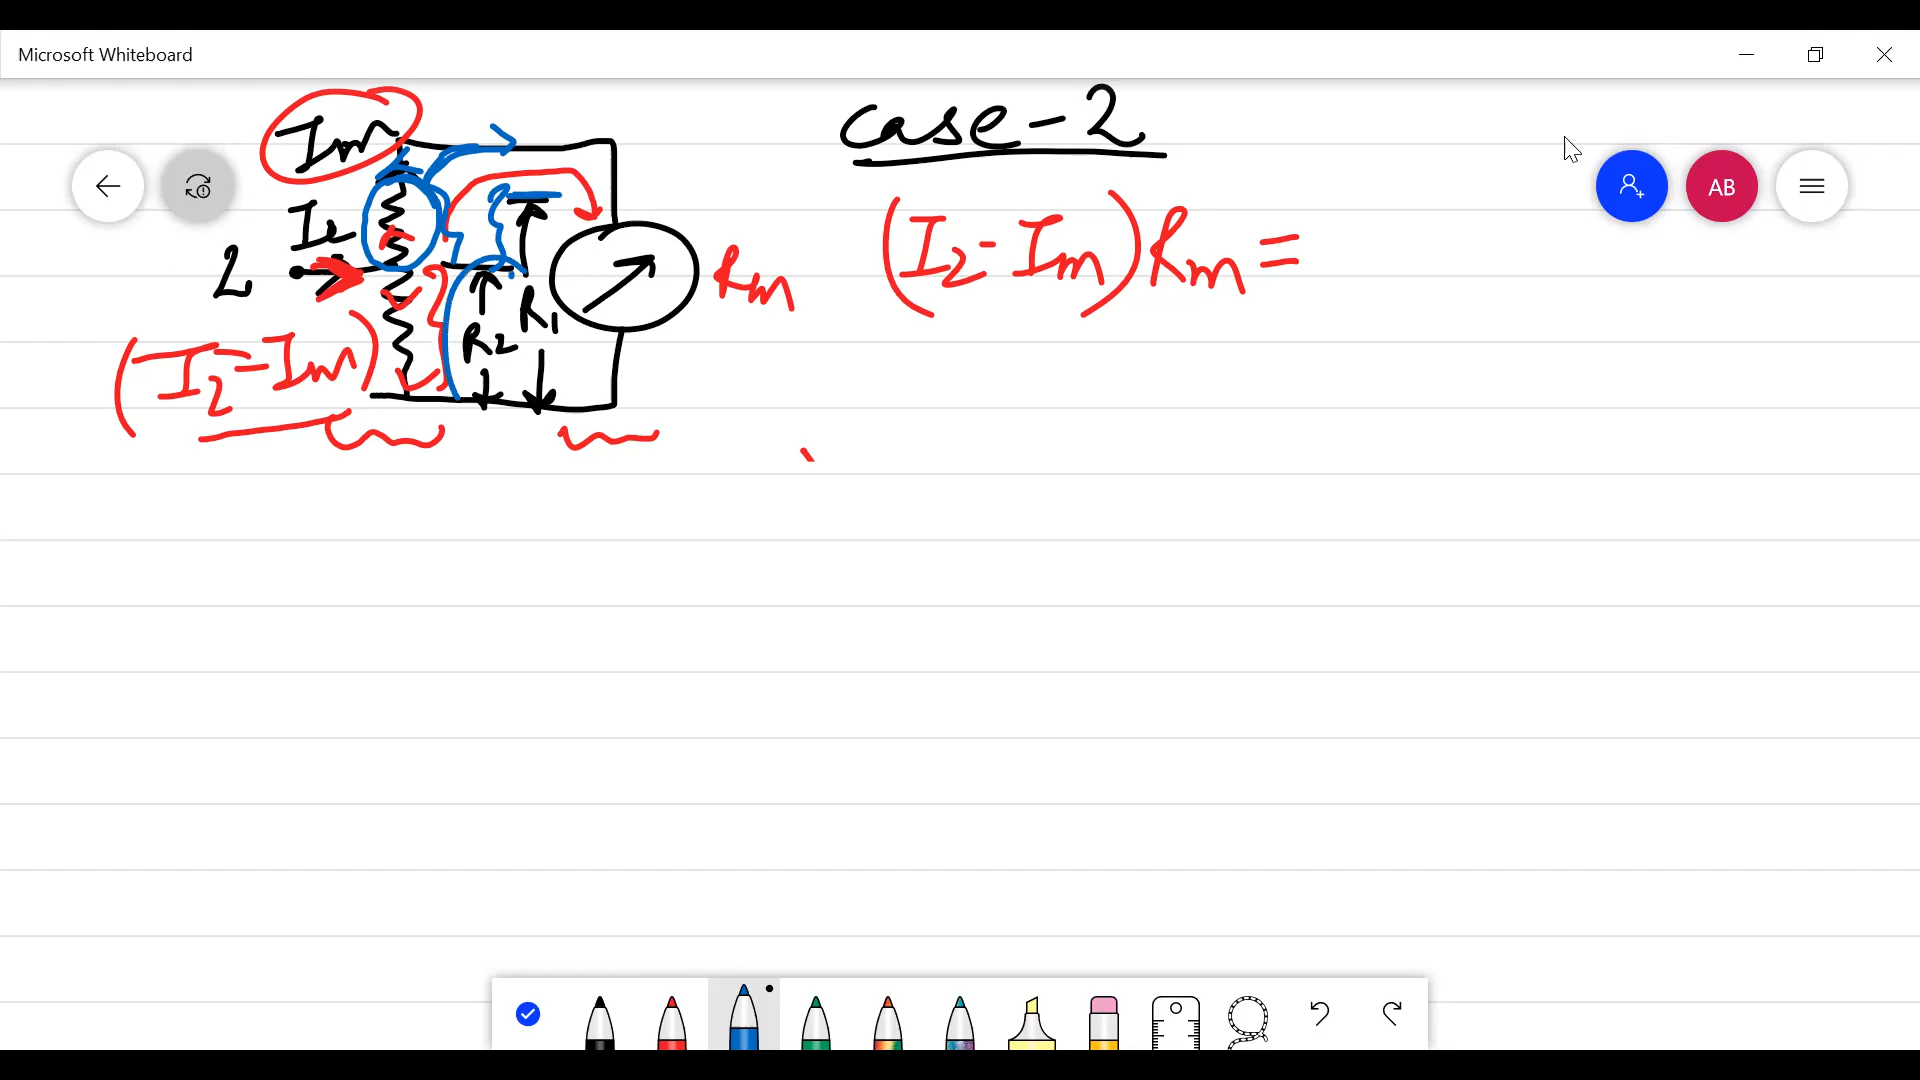 Microsoft Whiteboard
case-2
Im
AB
I2
(I2-Im)Rm=
2
Rm
R1
R2
(I2-Im)